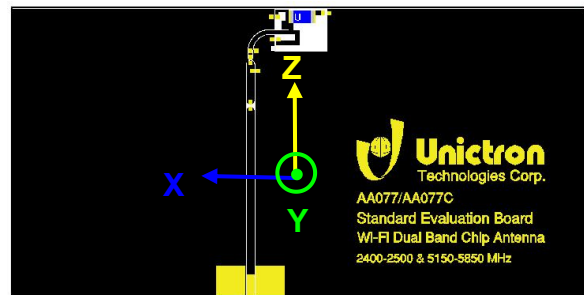 U
Z
X
Y
Unictron
Technologies Corp.
AA077/AA077C
Standard Evaluation Board
Wi-Fi Dual Band Chip Antenna
2400-2500 & 5150-5850 MHz